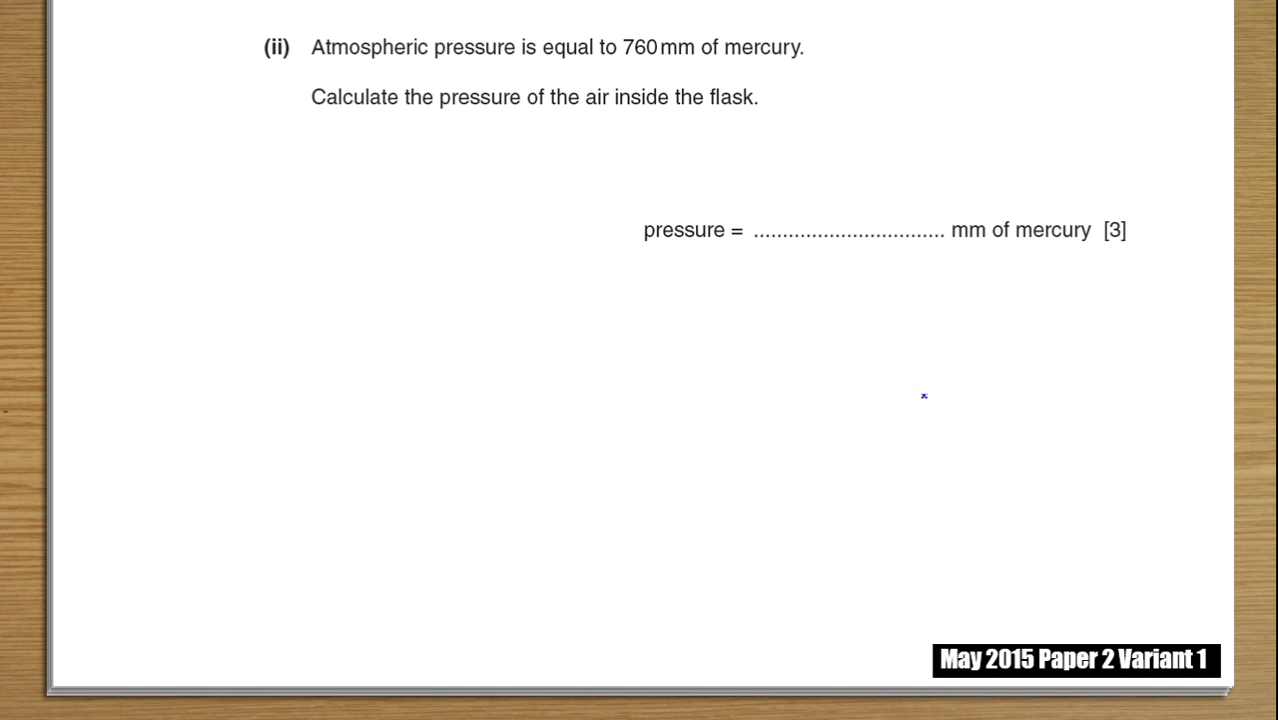 (ii) Atmospheric pressure is equal to 760 mm of mercury.
Calculate the pressure of the air inside the flask.
pressure = ................................. mm of mercury [3]
May 2015 Paper 2 Variant 1